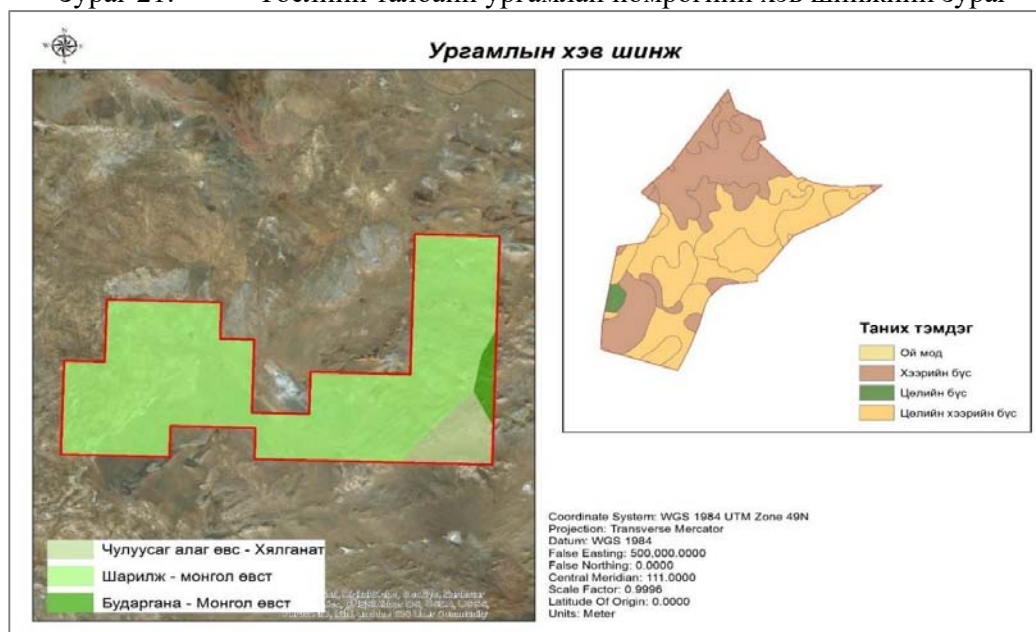 Ургамлын хэв шинж
N
W
E
S
Таних тэмдэг
Ой мод
Хээрийн бүс
Цөлийн бүс
Цөлийн хээрийн бүс
Чулуусаг алаг өвс - Хялганат
Шарилж - монгол өвст
Бударгана - Монгол өвст
Coordinate System: WGS 1984 UTM Zone 49N
Projection: Transverse Mercator
Datum: WGS 1984
False Easting: 500,000.0000
False Northing: 0.0000
Central Meridian: 111.0000
Scale Factor: 0.9996
Latitude Of Origin: 0.0000
Units: Meter